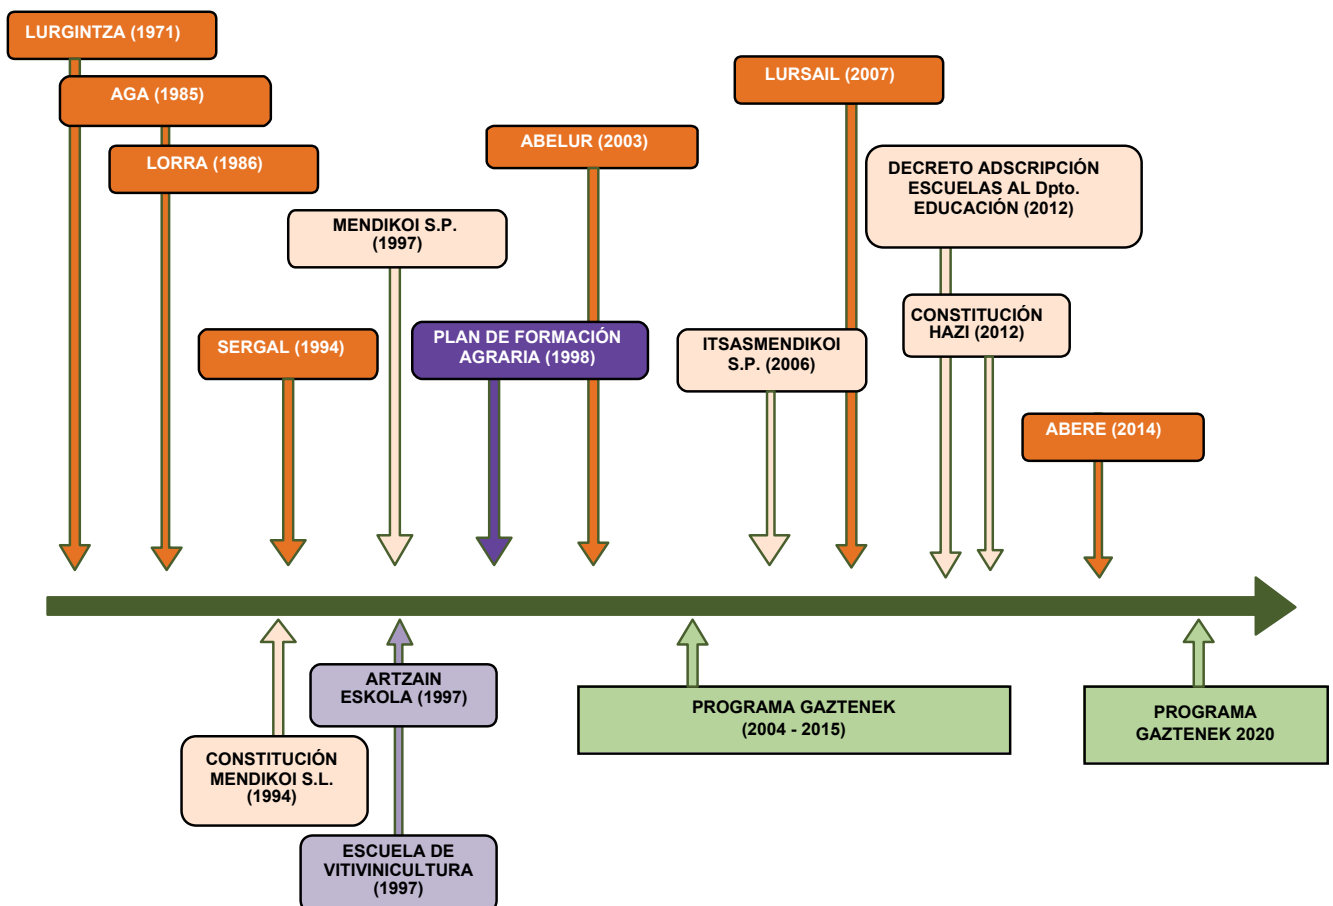 LURGINTZA (1971)
AGA (1985)
LORRA (1986)
SERGAL (1994)
MENDIKOI S.P.
(1997)
PLAN DE FORMACIÓN
AGRARIA (1998)
ABELUR (2003)
LURSAIL (2007)
ITSASMENDIKOI
S.P. (2006)
DECRETO ADSCRIPCIÓN
ESCUELAS AL Dpto.
EDUCACIÓN (2012)
CONSTITUCIÓN
HAZI (2012)
ABERE (2014)
CONSTITUCIÓN
MENDIKOI S.L.
(1994)
ARTZAIN
ESKOLA (1997)
ESCUELA DE
VITIVINICULTURA
(1997)
PROGRAMA GAZTENEK
(2004 - 2015)
PROGRAMA
GAZTENEK 2020